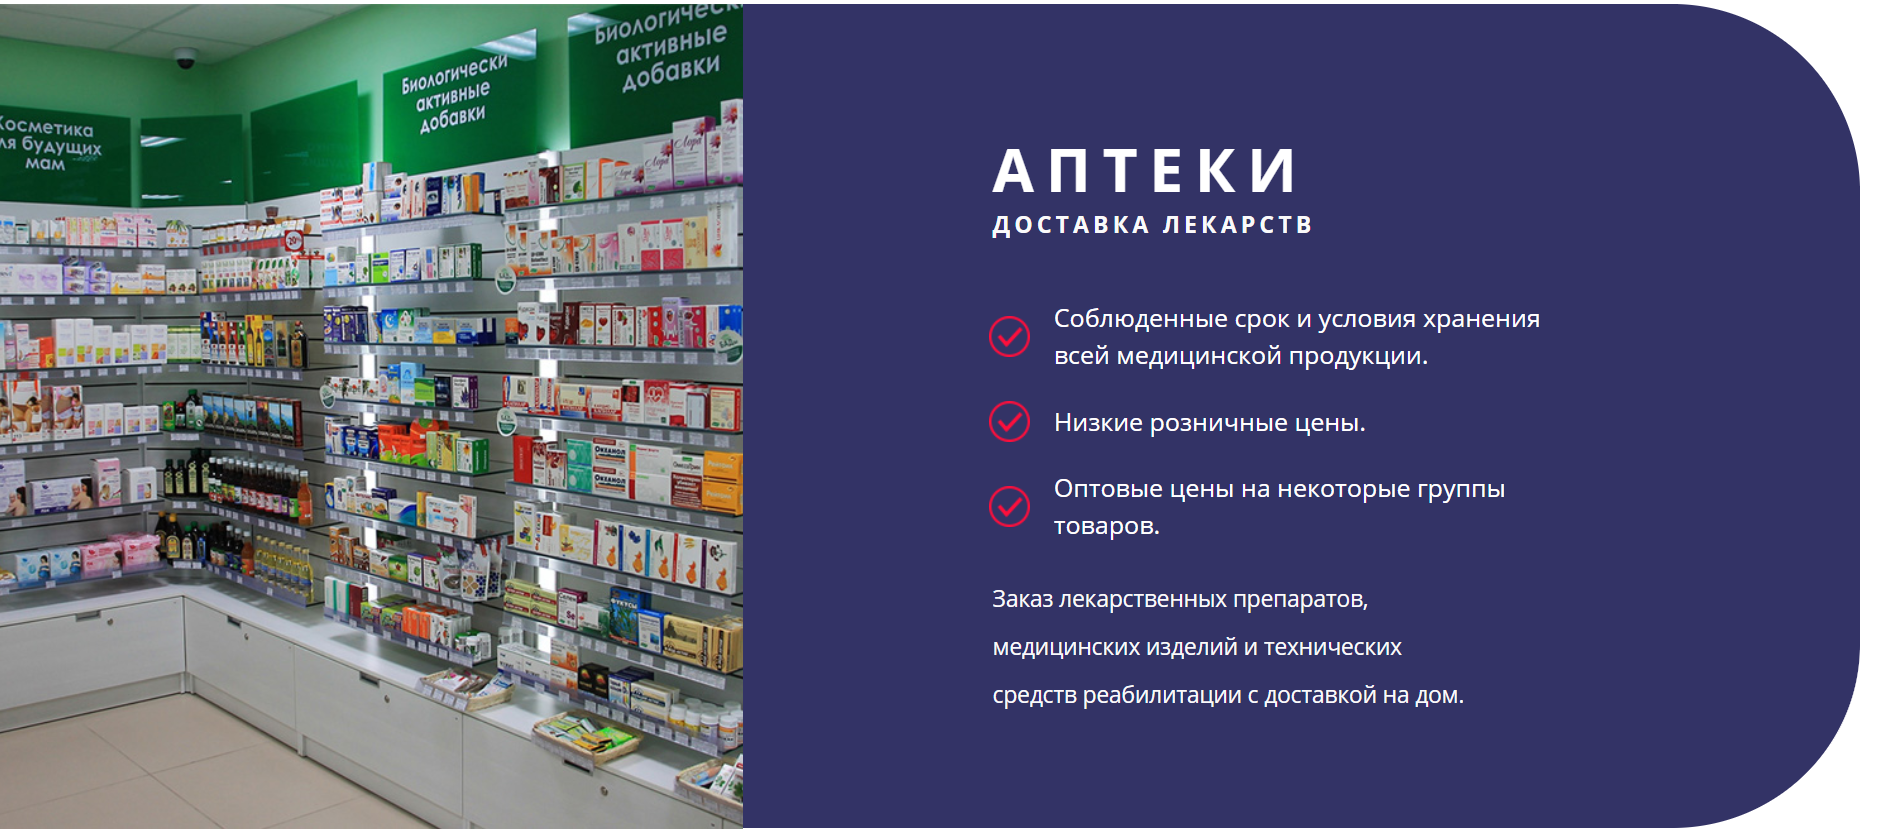 Косметика
для будущих
мам
Биологически
активные
добавки
Биологически
активные
добавки
АПТЕКИ
ДОСТАВКА ЛЕКАРСТВ
Соблюденные срок и условия хранения
всей медицинской продукции.
Низкие розничные цены.
Оптовые цены на некоторые группы
товаров.
Заказ лекарственных препаратов,
медицинских изделий и технических
средств реабилитации с доставкой на дом.